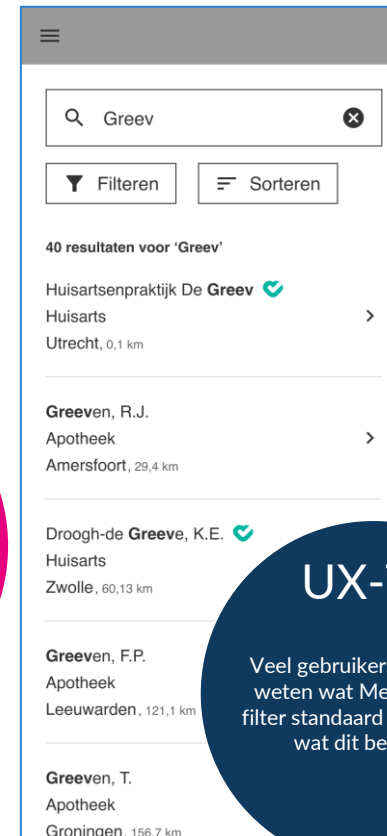 Greev
Filteren
Sorteren
40 resultaten voor ‘Greev’
Huisartsenpraktijk De Greev
Huisarts
Utrecht, 0,1 km
Greeven, R.J.
Apotheek
Amersfoort, 29,4 km
Droogh-de Greeve, K.E.
Huisarts
Zwolle, 60,13 km
Greeven, F.P.
Apotheek
Leeuwarden, 121,1 km
Greeven, T.
Apotheek
Groningen, 156,7 km
UX-
Veel gebruiker
weten wat Me
filter standaard
wat dit be